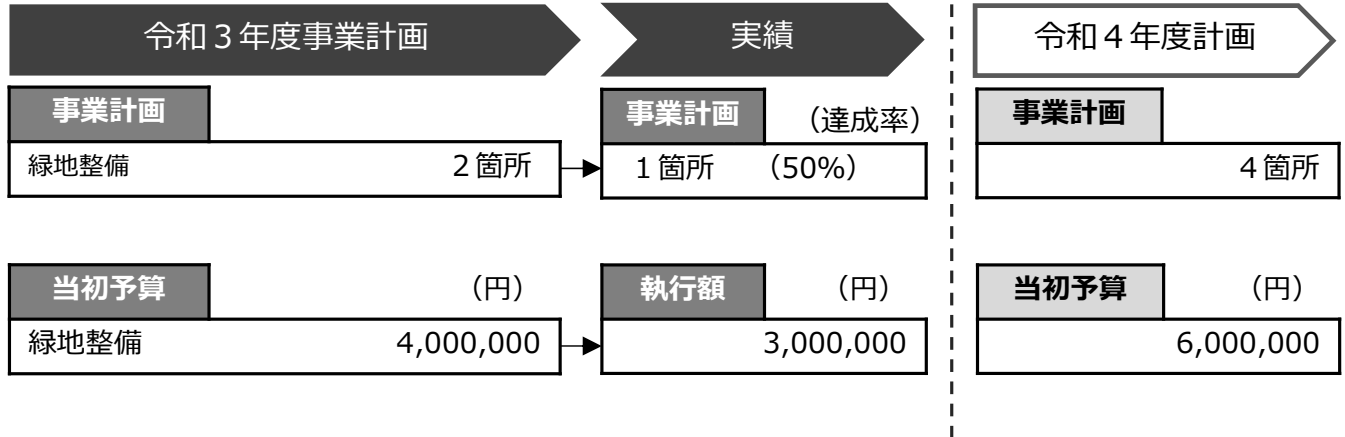 令和３年度事業計画 実績 令和４年度計画
事業計画 事業計画 （達成率） 事業計画
緑地整備 ２箇所 １箇所 （50%） ４箇所
当初予算 （円） 執行額 （円） 当初予算 （円）
緑地整備 4,000,000 3,000,000 6,000,000